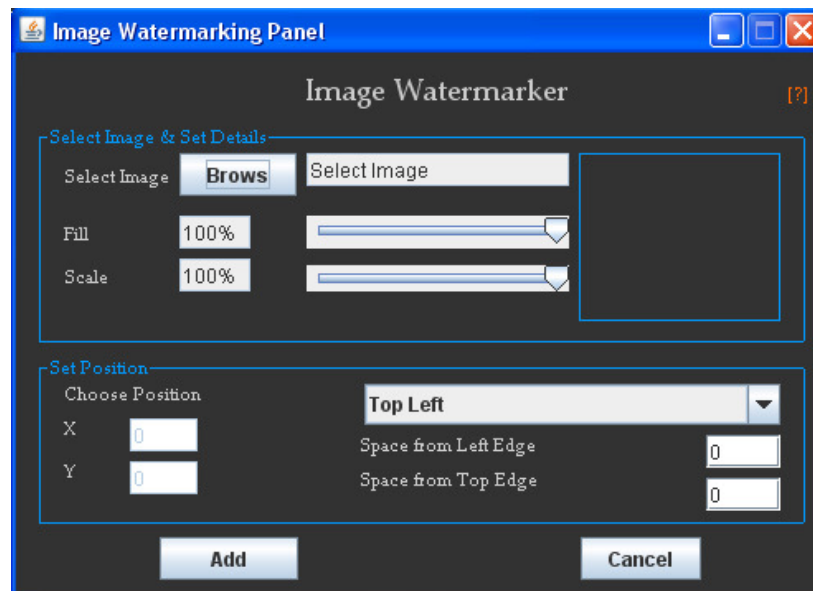 Image Watermarking Panel
Image Watermarker
[?]
Select Image & Set Details
Select Image
Brows
Select Image
Fill
100%
Scale
100%
Set Position
Choose Position
Top Left
X
0
Space from Left Edge
0
Y
0
Space from Top Edge
0
Add
Cancel